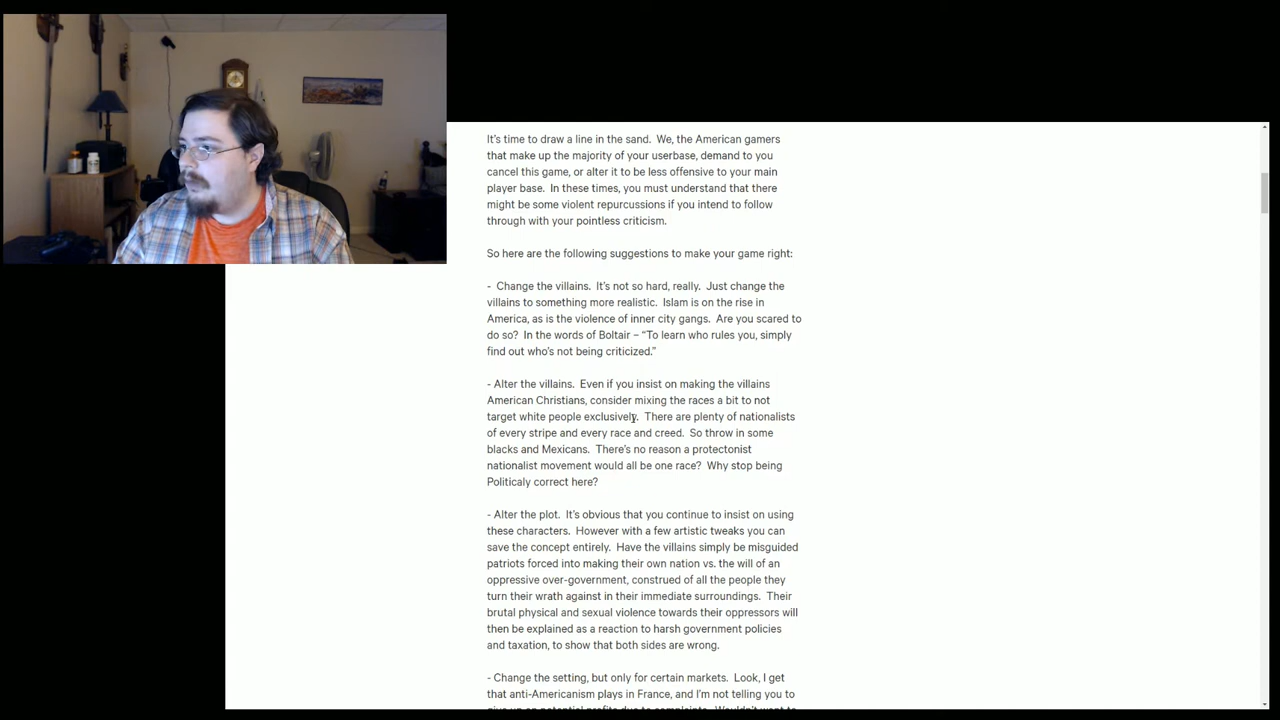 It's time to draw a line in the sand.  We, the American gamers
that make up the majority of your userbase, demand to you
cancel this game, or alter it to be less offensive to your main
player base.  In these times, you must understand that there
might be some violent repurcussions if you intend to follow
through with your pointless criticism.
So here are the following suggestions to make your game right:
-  Change the villains.  It's not so hard, really.  Just change the
villains to something more realistic.  Islam is on the rise in
America, as is the violence of inner city gangs.  Are you scared to
do so?  In the words of Boltair – "To learn who rules you, simply
find out who's not being criticized."
- Alter the villains.  Even if you insist on making the villains
American Christians, consider mixing the races a bit to not
target white people exclusively.  There are plenty of nationalists
of every stripe and every race and creed.  So throw in some
blacks and Mexicans.  There's no reason a protectonist
nationalist movement would all be one race?  Why stop being
Politicaly correct here?
- Alter the plot.  It's obvious that you continue to insist on using
these characters.  However with a few artistic tweaks you can
save the concept entirely.  Have the villains simply be misguided
patriots forced into making their own nation vs. the will of an
oppressive over-government, construed of all the people they
turn their wrath against in their immediate surroundings.  Their
brutal physical and sexual violence towards their oppressors will
then be explained as a reaction to harsh government policies
and taxation, to show that both sides are wrong.
- Change the setting, but only for certain markets.  Look, I get
that anti-Americanism plays in France, and I'm not telling you to